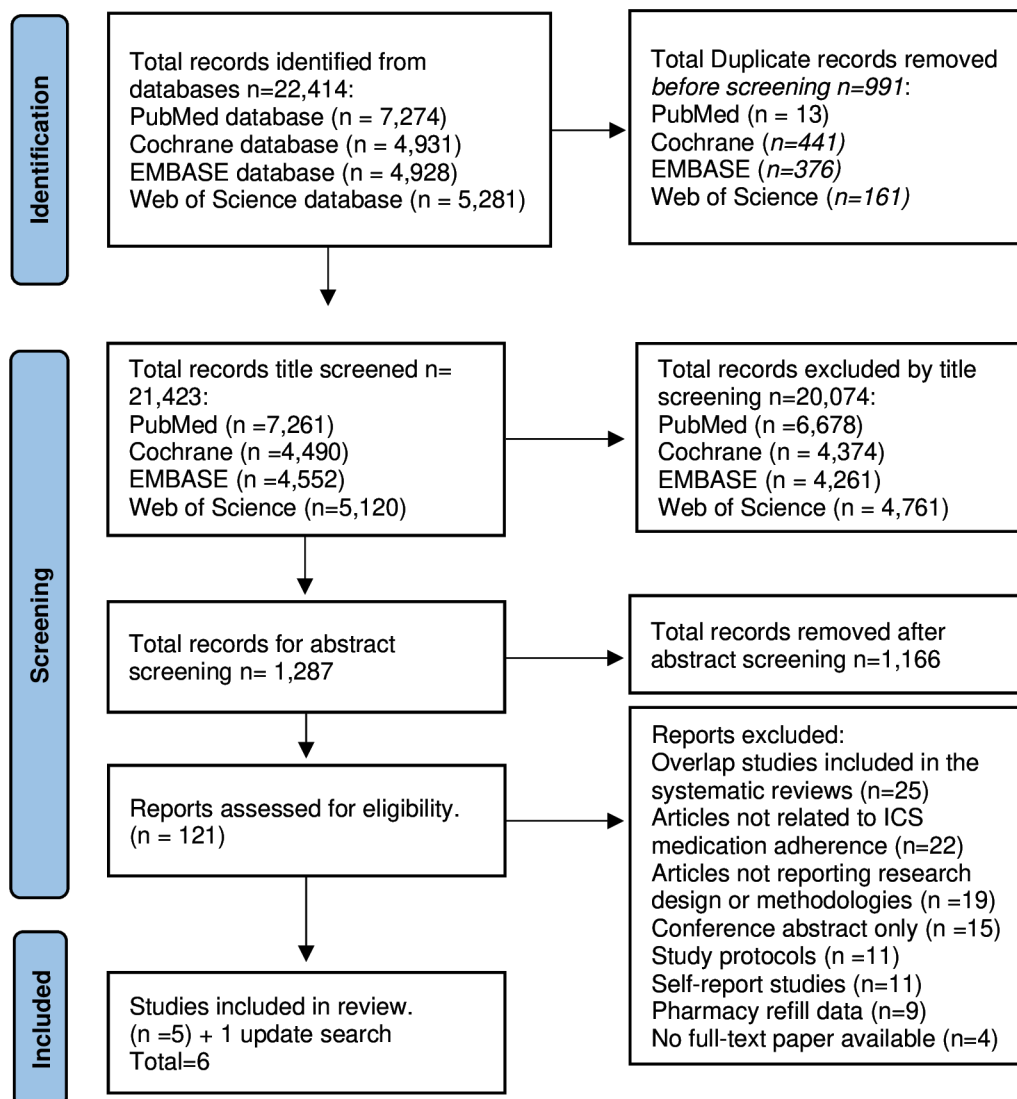 Identification
Total records identified from
databases n=22,414:
PubMed database (n = 7,274)
Cochrane database (n = 4,931)
EMBASE database (n = 4,928)
Web of Science database (n = 5,281)
Total Duplicate records removed
before screening n=991:
PubMed (n = 13)
Cochrane (n=441)
EMBASE (n=376)
Web of Science (n=161)
Screening
Total records title screened n=
21,423:
PubMed (n =7,261)
Cochrane (n =4,490)
EMBASE (n =4,552)
Web of Science (n=5,120)
Total records excluded by title
screening n=20,074:
PubMed (n =6,678)
Cochrane (n = 4,374)
EMBASE (n = 4,261)
Web of Science (n = 4,761)
Total records for abstract
screening n= 1,287
Total records removed after
abstract screening n=1,166
Reports assessed for eligibility.
(n = 121)
Reports excluded:
Overlap studies included in the
systematic reviews (n=25)
Articles not related to ICS
medication adherence (n=22)
Articles not reporting research
design or methodologies (n =19)
Conference abstract only (n =15)
Study protocols (n =11)
Self-report studies (n=11)
Pharmacy refill data (n=9)
No full-text paper available (n=4)
Included
Studies included in review.
(n =5) + 1 update search
Total=6